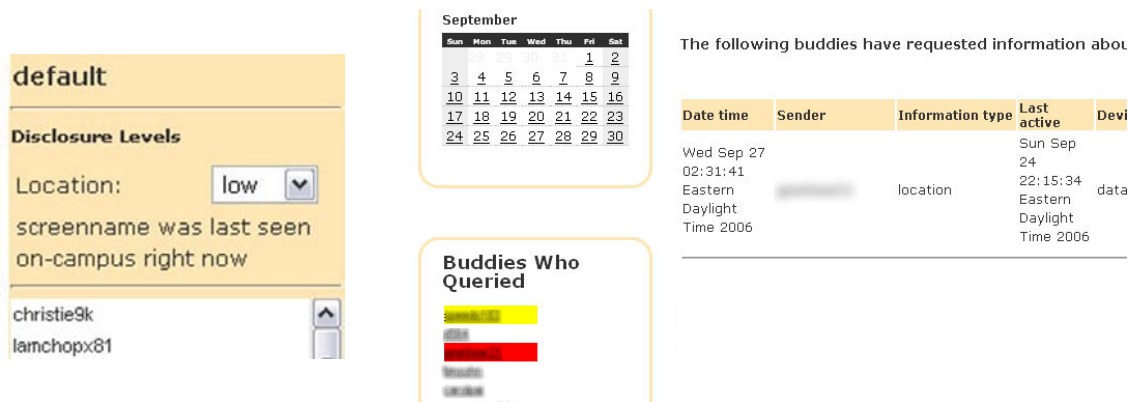 default
Disclosure Levels
Location: low
screenname was last seen
on-campus right now
christie9k
lamchopx81
September
Sun Mon Tue Wed Thu Fri Sat
28 29 30 31 1 2
3 4 5 6 7 8 9
10 11 12 13 14 15 16
17 18 19 20 21 22 23
24 25 26 27 28 29 30
Buddies Who
Queried
The following buddies have requested information abou
Date time Sender Information type Last active Devi
Wed Sep 27
02:31:41
Eastern
Daylight
Time 2006
location
Sun Sep
24
22:15:34
Eastern
Daylight
Time 2006
data